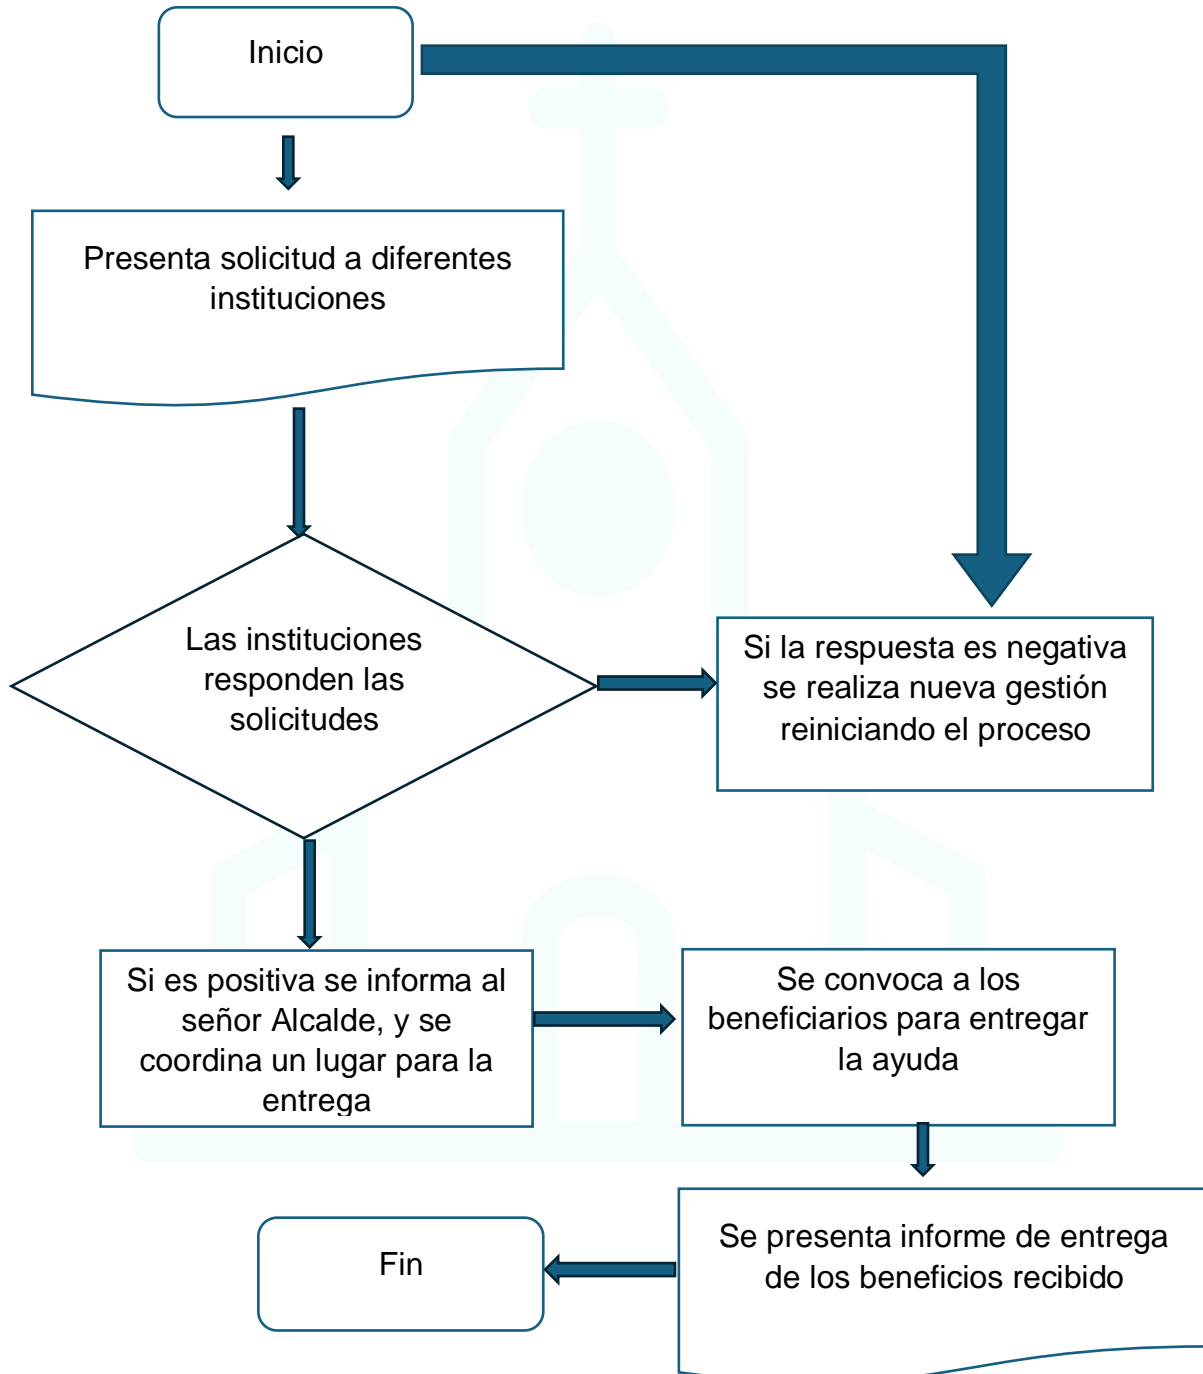 Inicio
Presenta solicitud a diferentes
instituciones
Las instituciones
responden las
solicitudes
Si la respuesta es negativa
se realiza nueva gestión
reiniciando el proceso
Si es positiva se informa al
señor Alcalde, y se
coordina un lugar para la
entrega
Se convoca a los
beneficiarios para entregar
la ayuda
Se presenta informe de entrega
de los beneficios recibido
Fin